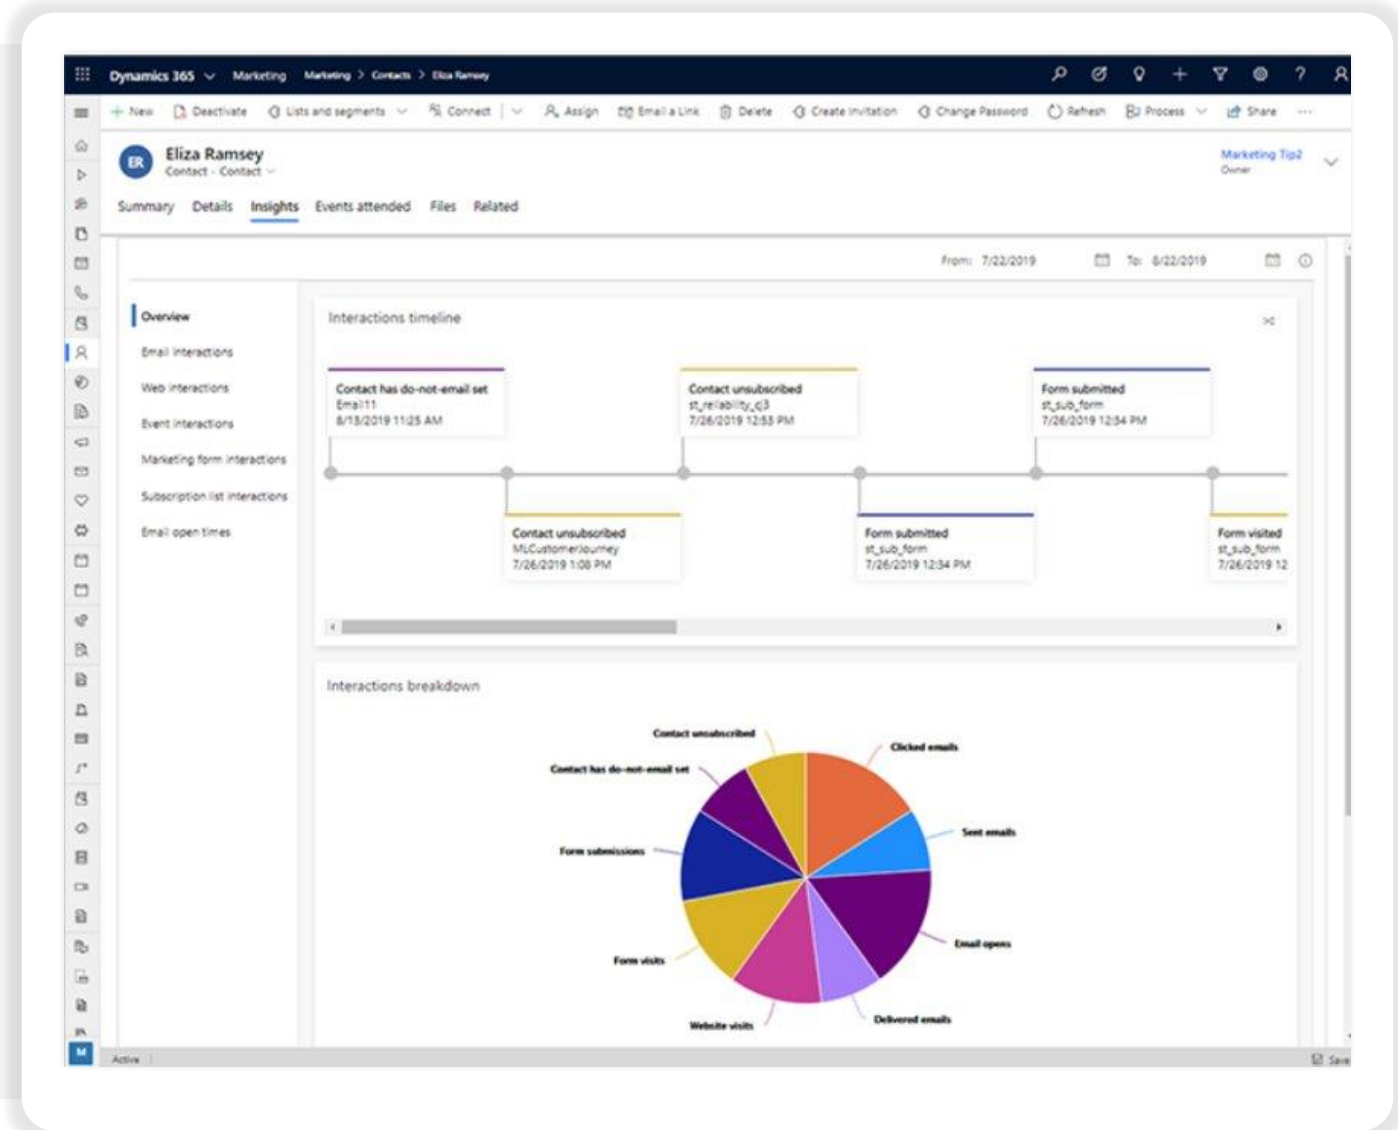 Dynamics 365 Marketing Marketing > Contacts > Eliza Ramsey
+ New Deactivate Lists and segments Connect Assign Email a Link Delete Create Invitation Change Password Refresh Process Share ...
ER
Eliza Ramsey
Contact - Contact
Marketing Tip2
Owner
Summary Details Insights Events attended Files Related
From: 7/22/2019 To: 8/22/2019
Overview
Email interactions
Web interactions
Event interactions
Marketing form interactions
Subscription list interactions
Email open times
Interactions timeline
Contact has do-not-email set
Email11
8/13/2019 11:25 AM
Contact unsubscribed
st_reliability_cj3
7/26/2019 12:53 PM
Form submitted
st_sub_form
7/26/2019 12:34 PM
Contact unsubscribed
MLCustomerJourney
7/26/2019 1:08 PM
Form submitted
st_sub_form
7/26/2019 12:34 PM
Form visited
st_sub_form
7/26/2019 12
Interactions breakdown
Contact unsubscribed
Clicked emails
Contact has do-not-email set
Sent emails
Form submissions
Email opens
Form visits
Delivered emails
Website visits
M
Active
Save